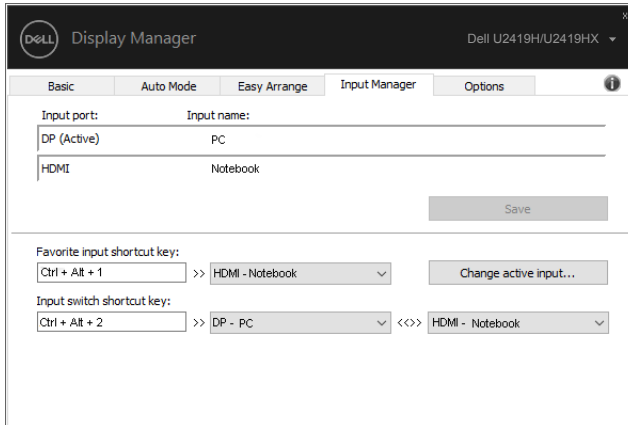 x
DELL Display Manager Dell U2419H/U2419HX
Basic Auto Mode Easy Arrange Input Manager Options i
Input port: Input name:
DP (Active) PC
HDMI Notebook
Save
Favorite input shortcut key:
Ctrl + Alt + 1 >> HDMI - Notebook Change active input...
Input switch shortcut key:
Ctrl + Alt + 2 >> DP - PC <<>> HDMI - Notebook